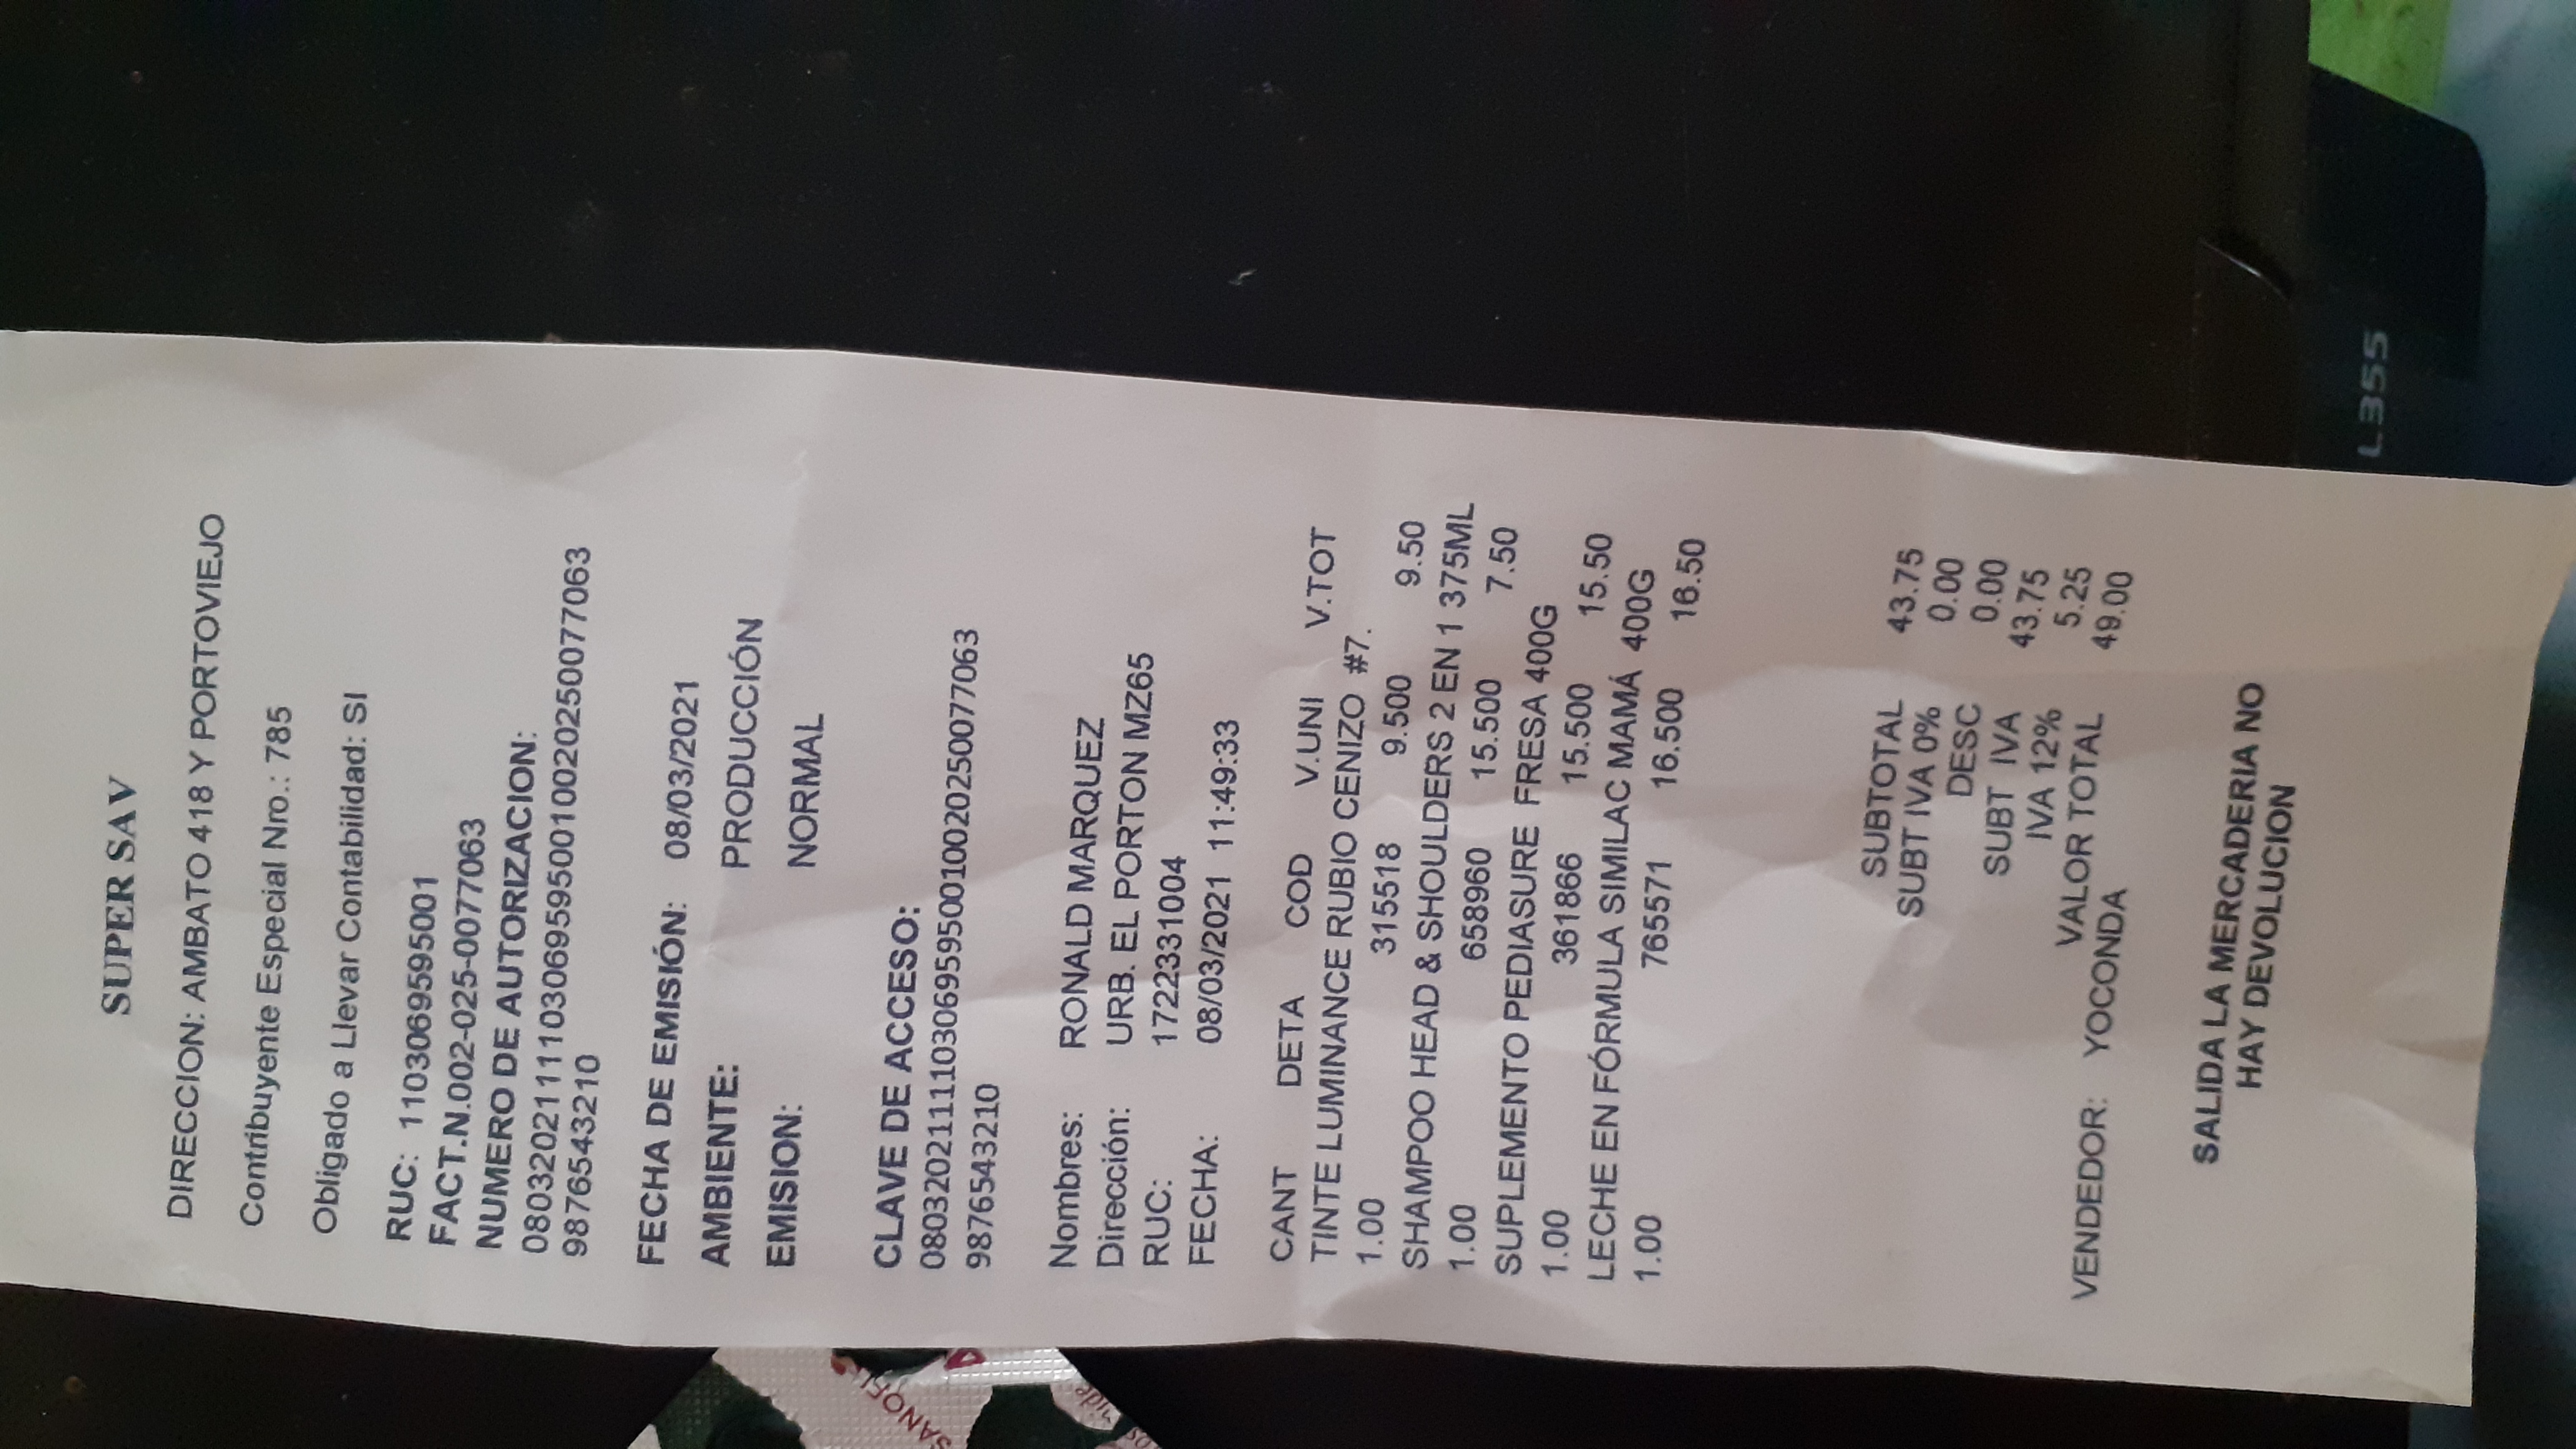 SUPER SAV
DIRECCION: AMBATO 418 Y PORTOVIEJO
Contribuyente Especial Nro.: 785
Obligado a Llevar Contabilidad: SI
RUC: 1103069595001
FACT.N.002-025-0077063
NUMERO DE AUTORIZACION:
080320211111030695950010020250077063
9876543210
FECHA DE EMISIÓN: 08/03/2021
AMBIENTE: PRODUCCIÓN
EMISION: NORMAL
CLAVE DE ACCESO:
08032021111030695950010020250077063
9876543210
Nombres: RONALD MARQUEZ
Dirección: URB. EL PORTON MZ65
RUC: 1722331004
FECHA: 08/03/2021 11:49:33
CANT DETA COD V.UNI V.TOT
TINTE LUMINANCE RUBIO CENIZO #7.
1.00 315518 9.500 9.50
SHAMPOO HEAD & SHOULDERS 2 EN 1 375ML
1.00 658960 15.500 7.50
SUPLEMENTO PEDIASURE FRESA 400G
1.00 361866 15.500 15.50
LECHE EN FÓRMULA SIMILAC MAMÁ 400G
1.00 765571 16.500 16.50
SUBTOTAL 43.75
SUBT IVA 0% 0.00
DESC 0.00
SUBT IVA 43.75
IVA 12% 5.25
VALOR TOTAL 49.00
VENDEDOR: YOCONDA
SALIDA LA MERCADERIA NO
HAY DEVOLUCION
SANOFI
L355